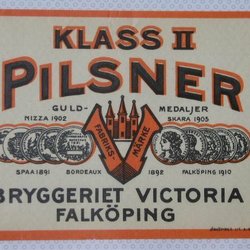 KLASS II
PILSNER
GULD- MEDALJER
NIZZA 1902 SKARA 1905
FABRIKS-MÄRKE
SPAA 1891 BORDEAUX 1892 FALKÖPING 1910
BRYGGERIET VICTORIA
FALKÖPING